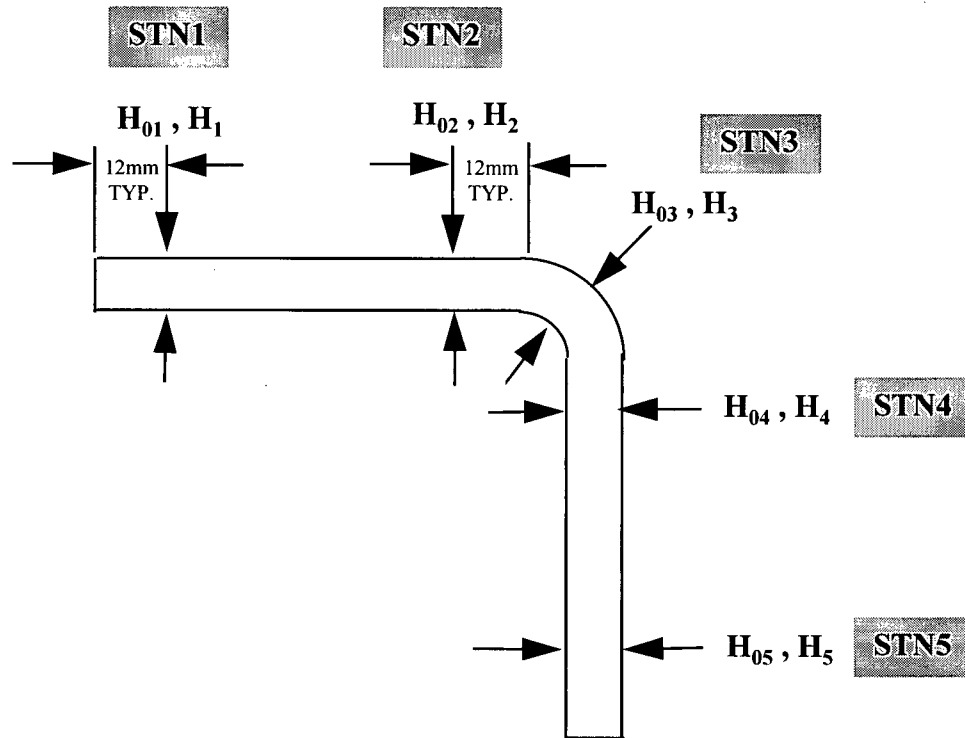 STN1
STN2
H01 , H1
H02 , H2
STN3
12mm
TYP.
12mm
TYP.
H03 , H3
H04 , H4
STN4
H05 , H5
STN5